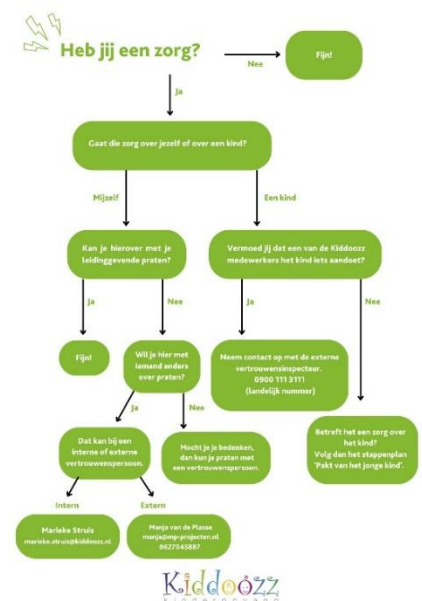 Heb jij een zorg?
Nee
Fijn!
Ja
Gaat die zorg over jezelf of over een kind?
Mijzelf
Een kind
Kan je hierover met je
leidinggevende praten?
Vermoed jij dat een van de Kiddoozz
medewerkers het kind iets aandoet?
Ja
Nee
Ja
Nee
Fijn!
Wil je hier met
iemand anders
over praten?
Neem contact op met de externe
vertrouwensinspecteur.
0900 111 3111
(landelijk nummer)
Ja
Nee
Dat kan bij een
interne of externe
vertrouwenspersoon.
Mocht je je bedenken,
dan kun je praten met
een vertrouwenspersoon.
Betreft het een zorg over
het kind?
Volg dan het stappenplan
'Pakt van het jonge kind'.
Intern
Extern
Marieke Struis
marieke.struis@kiddoozz.nl
Manja van de Plasse
manja@mp-projecten.nl
0627045887
Kiddoozz